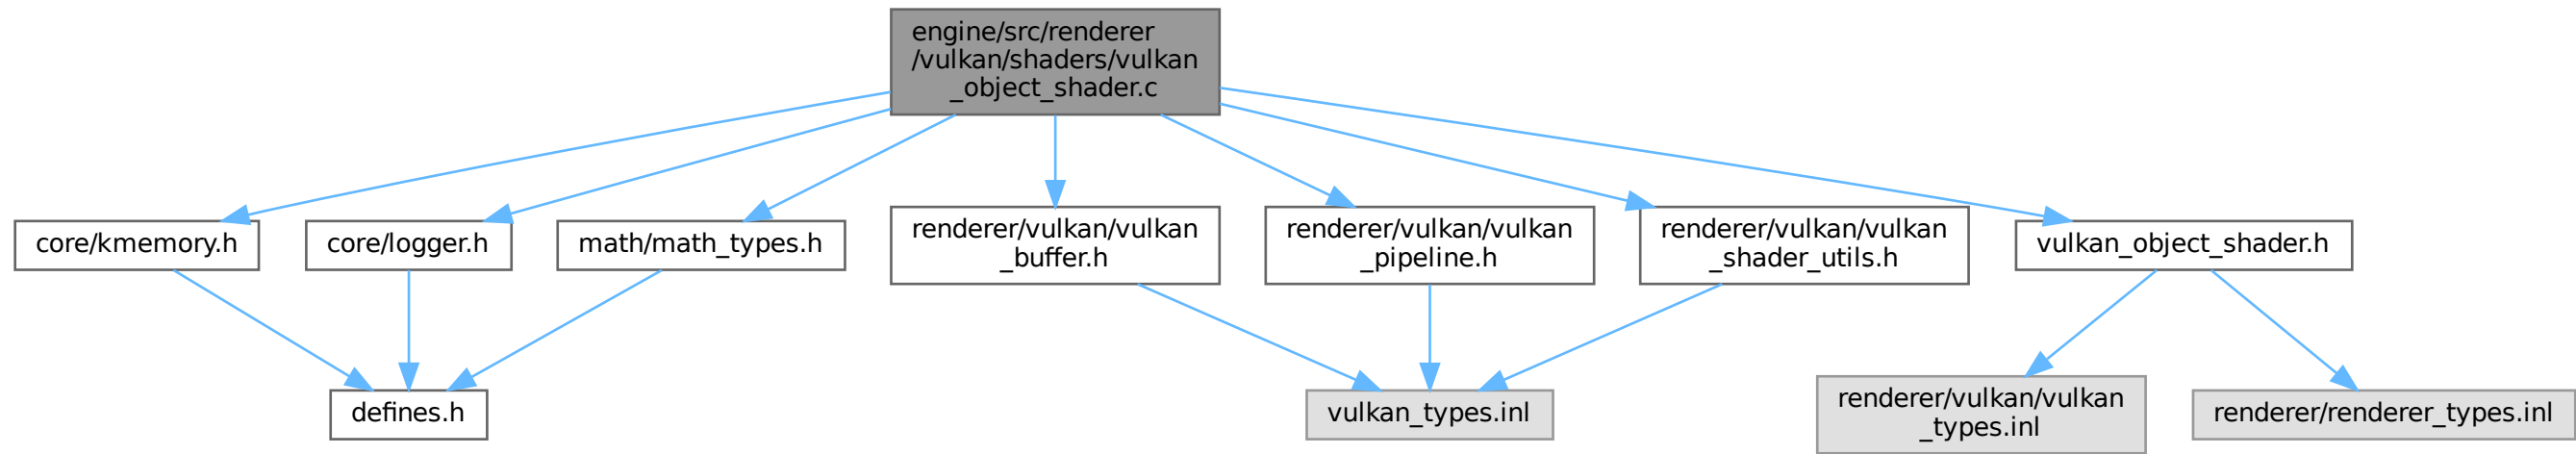 engine/src/renderer
/vulkan/shaders/vulkan
_object_shader.c
core/kmemory.h
core/logger.h
math/math_types.h
renderer/vulkan/vulkan
_buffer.h
renderer/vulkan/vulkan
_pipeline.h
renderer/vulkan/vulkan
_shader_utils.h
vulkan_object_shader.h
defines.h
vulkan_types.inl
renderer/vulkan/vulkan
_types.inl
renderer/renderer_types.inl